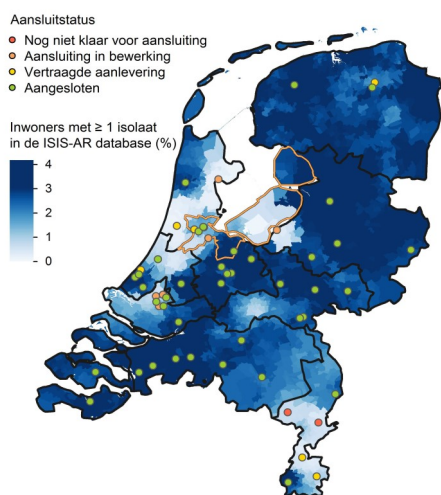 Aansluitstatus
Nog niet klaar voor aansluiting
Aansluiting in bewerking
Vertraagde aanlevering
Aangesloten
Inwoners met ≥ 1 isolaat
in de ISIS-AR database (%)
4
3
2
1
0